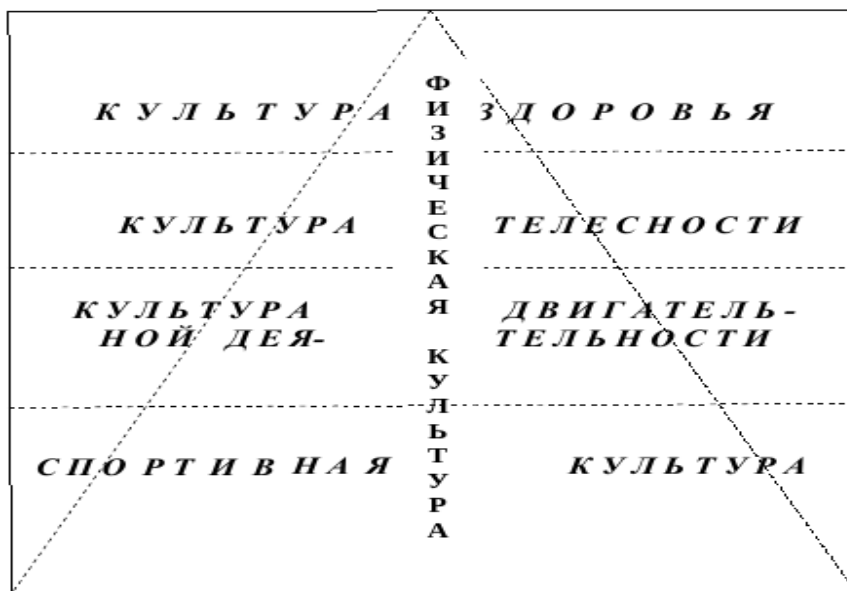 КУЛЬТУРА ЗДОРОВЬЯ
КУЛЬТУРА ТЕЛЕСНОСТИ
КУЛЬТУРА ДВИГАТЕЛЬ-
НОЙ ДЕЯ- ТЕЛЬНОСТИ
СПОРТИВНАЯ КУЛЬТУРА
ФИЗИЧЕСКАЯ КУЛЬТУРА